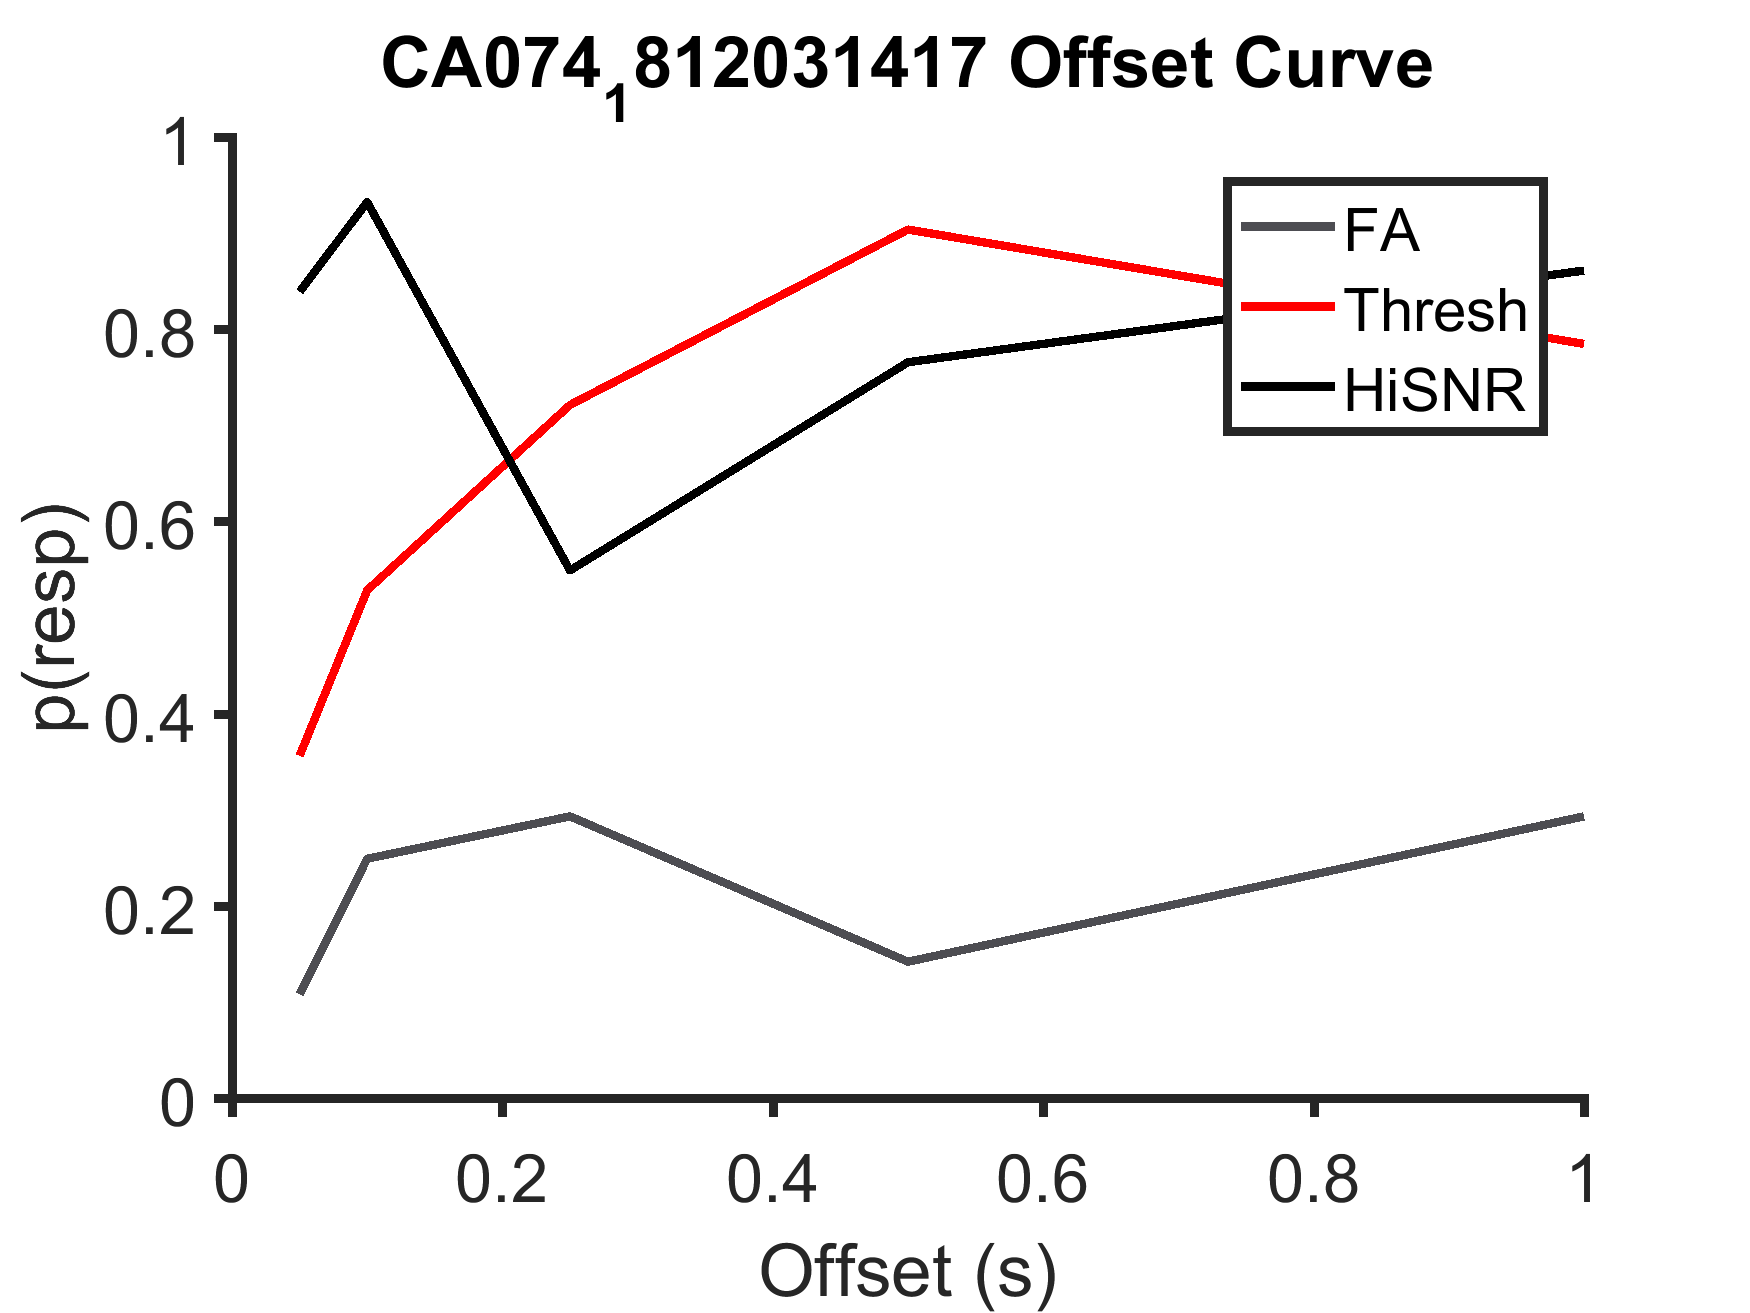 CA074₁812031417 Offset Curve
1
0.8
0.6
0.4
0.2
0
p(resp)
FA
Thresh
HiSNR
0 0.2 0.4 0.6 0.8 1
Offset (s)